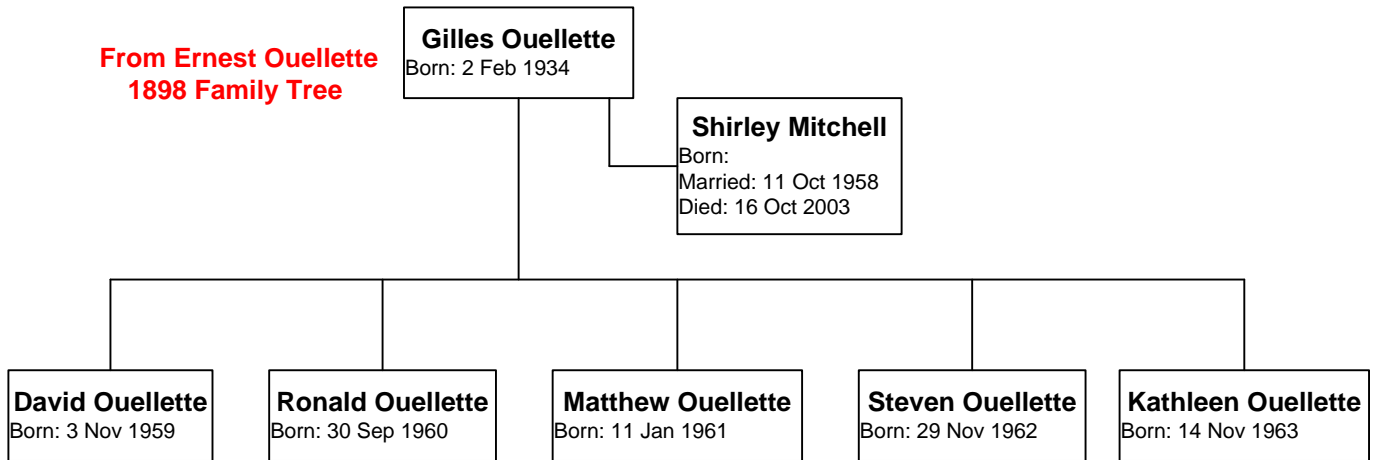 From Ernest Ouellette
1898 Family Tree
Gilles Ouellette
Born: 2 Feb 1934
Shirley Mitchell
Born:
Married: 11 Oct 1958
Died: 16 Oct 2003
David Ouellette
Born: 3 Nov 1959
Ronald Ouellette
Born: 30 Sep 1960
Matthew Ouellette
Born: 11 Jan 1961
Steven Ouellette
Born: 29 Nov 1962
Kathleen Ouellette
Born: 14 Nov 1963